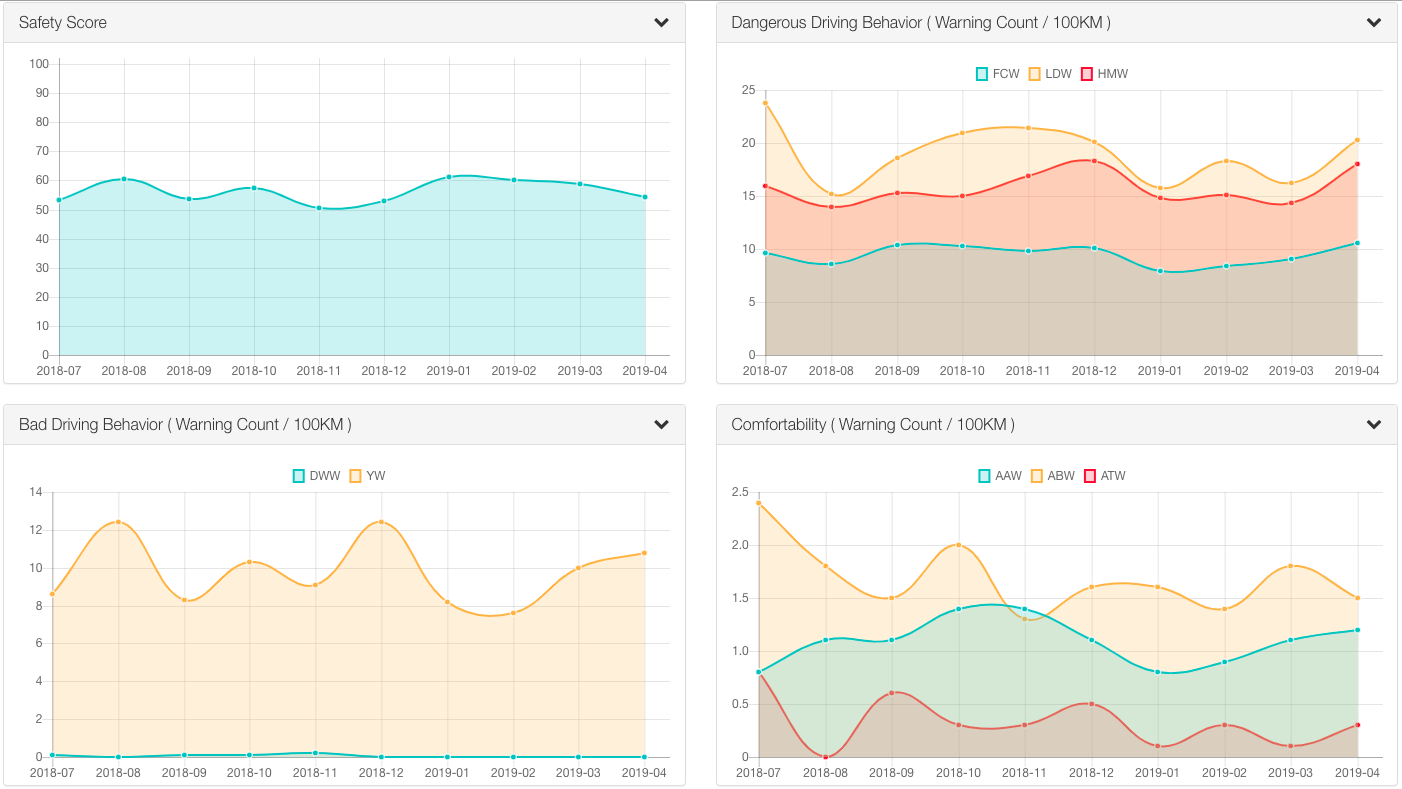 Safety Score
100
90
80
70
60
50
40
30
20
10
0
2018-07 2018-08 2018-09 2018-10 2018-11 2018-12 2019-01 2019-02 2019-03 2019-04
Dangerous Driving Behavior ( Warning Count / 100KM )
FCW LDW HMW
25
20
15
10
5
0
2018-07 2018-08 2018-09 2018-10 2018-11 2018-12 2019-01 2019-02 2019-03 2019-04
Bad Driving Behavior ( Warning Count / 100KM )
DWW YW
14
12
10
8
6
4
2
0
2018-07 2018-08 2018-09 2018-10 2018-11 2018-12 2019-01 2019-02 2019-03 2019-04
Comfortability ( Warning Count / 100KM )
AAW ABW ATW
2.5
2.0
1.5
1.0
0.5
0
2018-07 2018-08 2018-09 2018-10 2018-11 2018-12 2019-01 2019-02 2019-03 2019-04